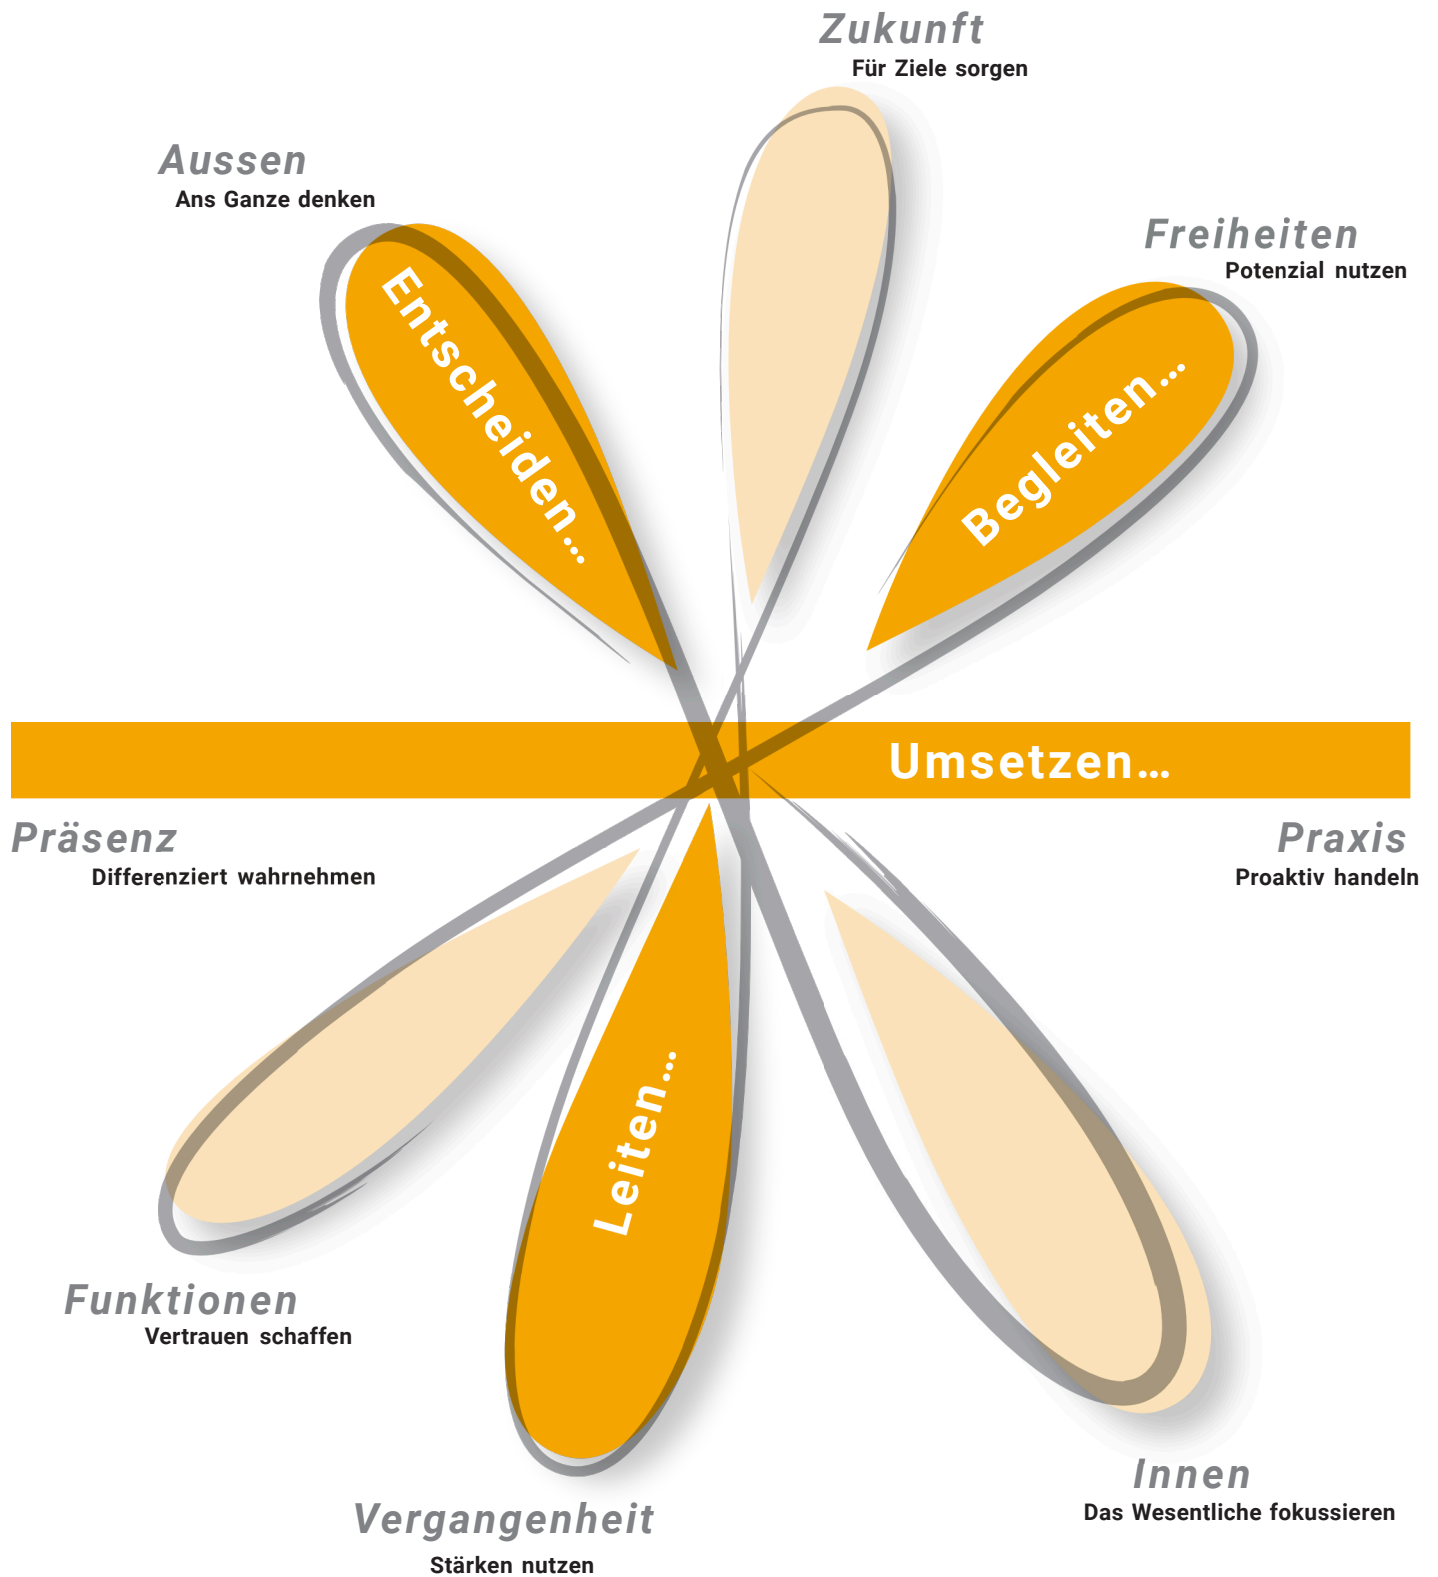 Zukunft
Für Ziele sorgen
Aussen
Ans Ganze denken
Freiheiten
Potenzial nutzen
Entscheiden...
Begleiten...
Umsetzen...
Präsenz
Differenziert wahrnehmen
Praxis
Proaktiv handeln
Leiten...
Funktionen
Vertrauen schaffen
Innen
Das Wesentliche fokussieren
Vergangenheit
Stärken nutzen